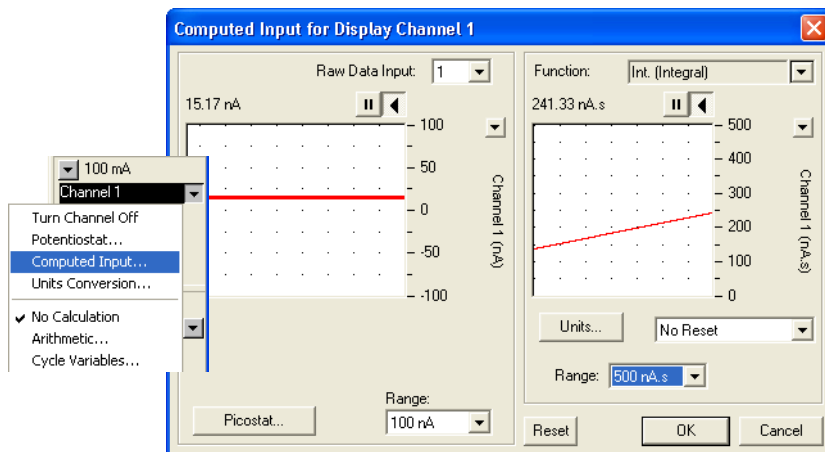 Computed Input for Display Channel 1
Raw Data Input: 1
15.17 nA
100
50
0
-50
-100
Channel 1 (nA)
Picostat...
Range:
100 nA
Function: Int. (Integral)
241.33 nA.s
500
400
300
200
100
0
Channel 1 (nA.s)
Units... No Reset
Range: 500 nA.s
Reset OK Cancel
100 mA
Channel 1
Turn Channel Off
Potentiostat...
Computed Input...
Units Conversion...
No Calculation
Arithmetic...
Cycle Variables...